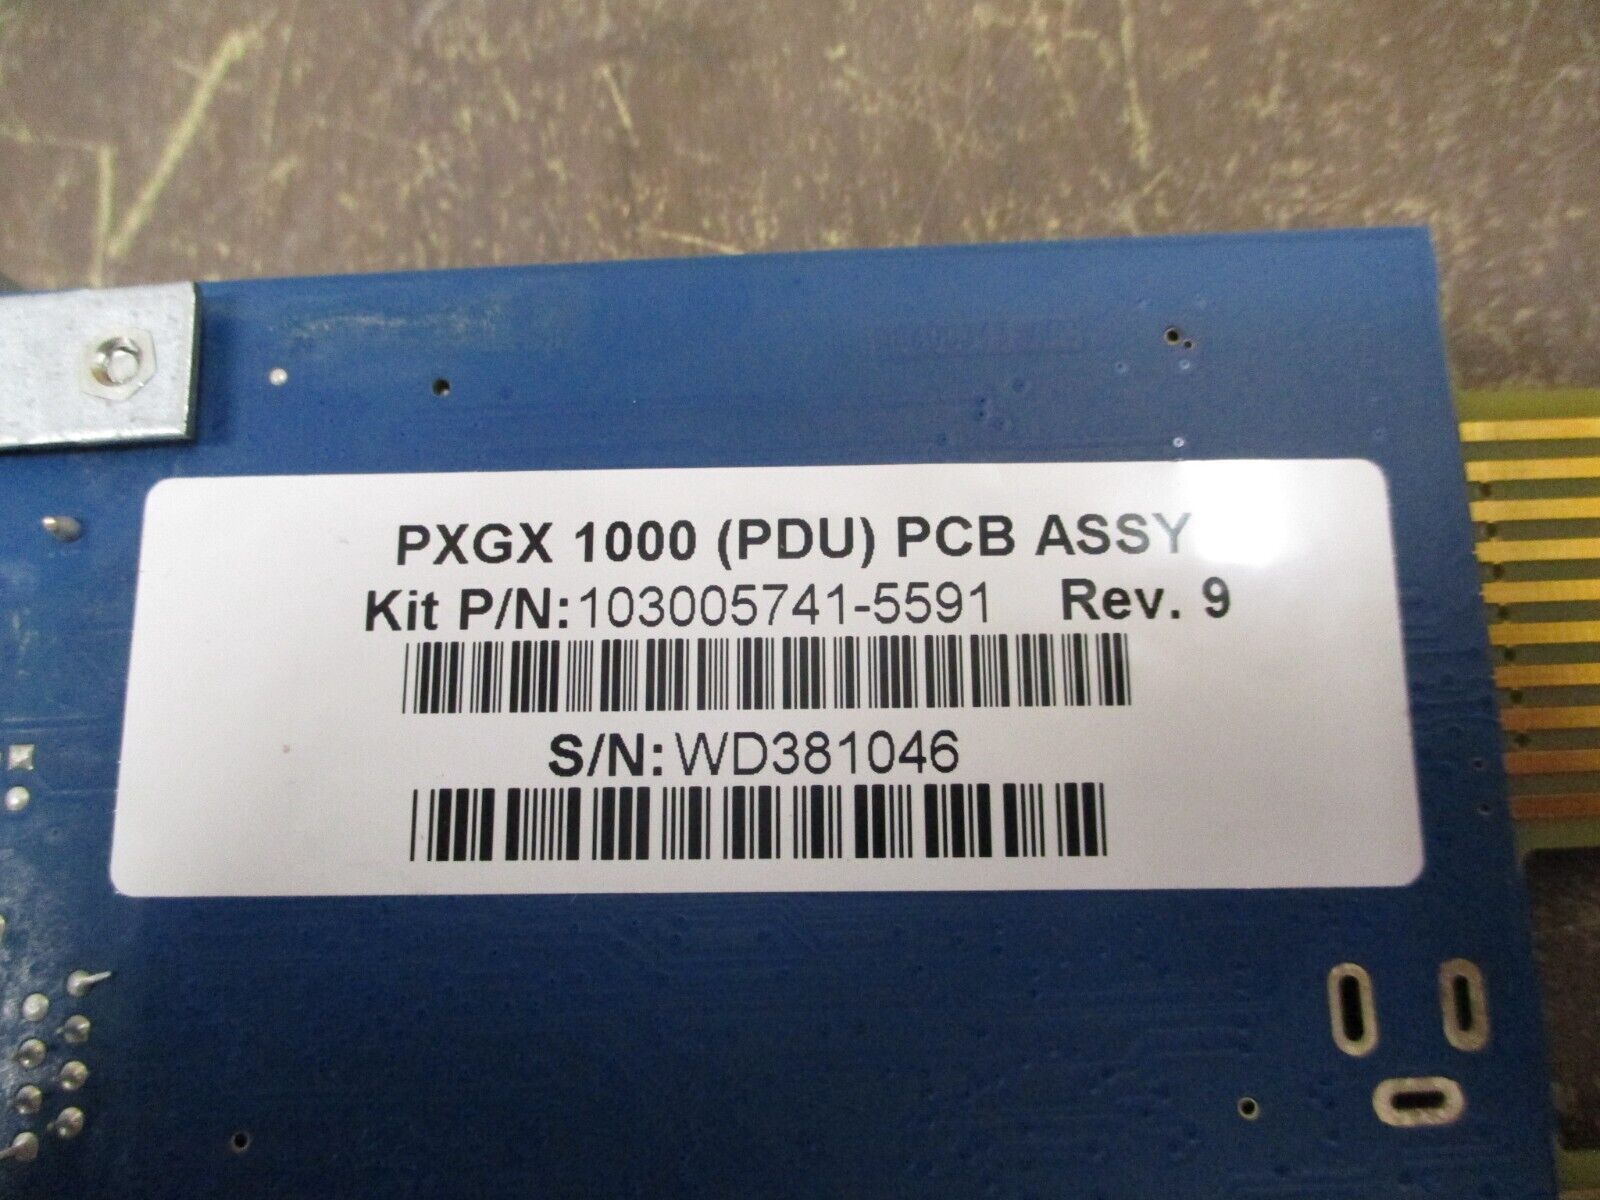 PXGX 1000 (PDU) PCB ASSY
Kit P/N:103005741-5591 Rev. 9
S/N:WD381046